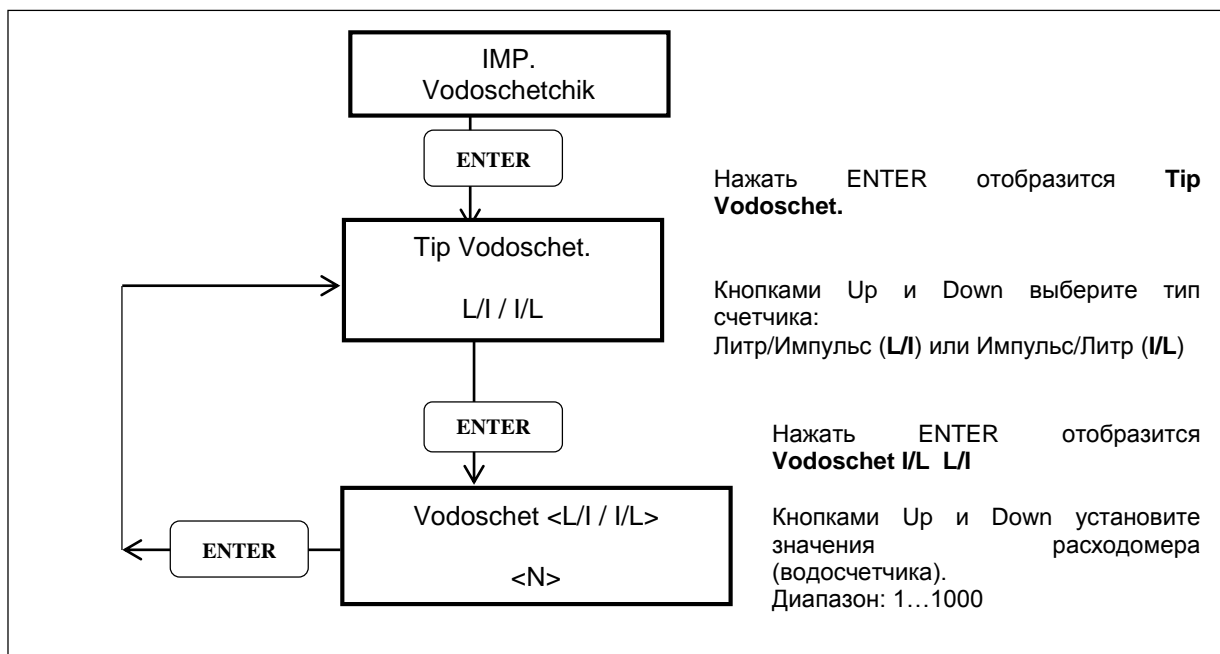 IMP.
Vodoschetchik
ENTER
Нажать ENTER отобразится Tip
Vodoschet.
Tip Vodoschet.
L/I / I/L
Кнопками Up и Down выберите тип
счетчика:
Литр/Импульс (L/I) или Импульс/Литр (I/L)
ENTER
Нажать ENTER отобразится
Vodoschet I/L L/I
Vodoschet <L/I / I/L>
<N>
ENTER
Кнопками Up и Down установите
значения расходомера
(водосчетчика).
Диапазон: 1…1000